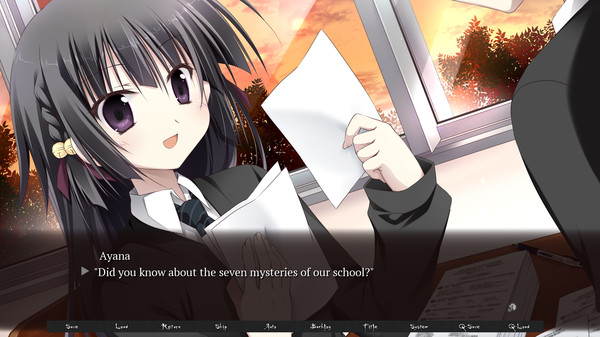 Ayana
"Did you know about the seven mysteries of our school?"
Save Load Return Skip Auto Backlog Title System Q.Save Q.Load